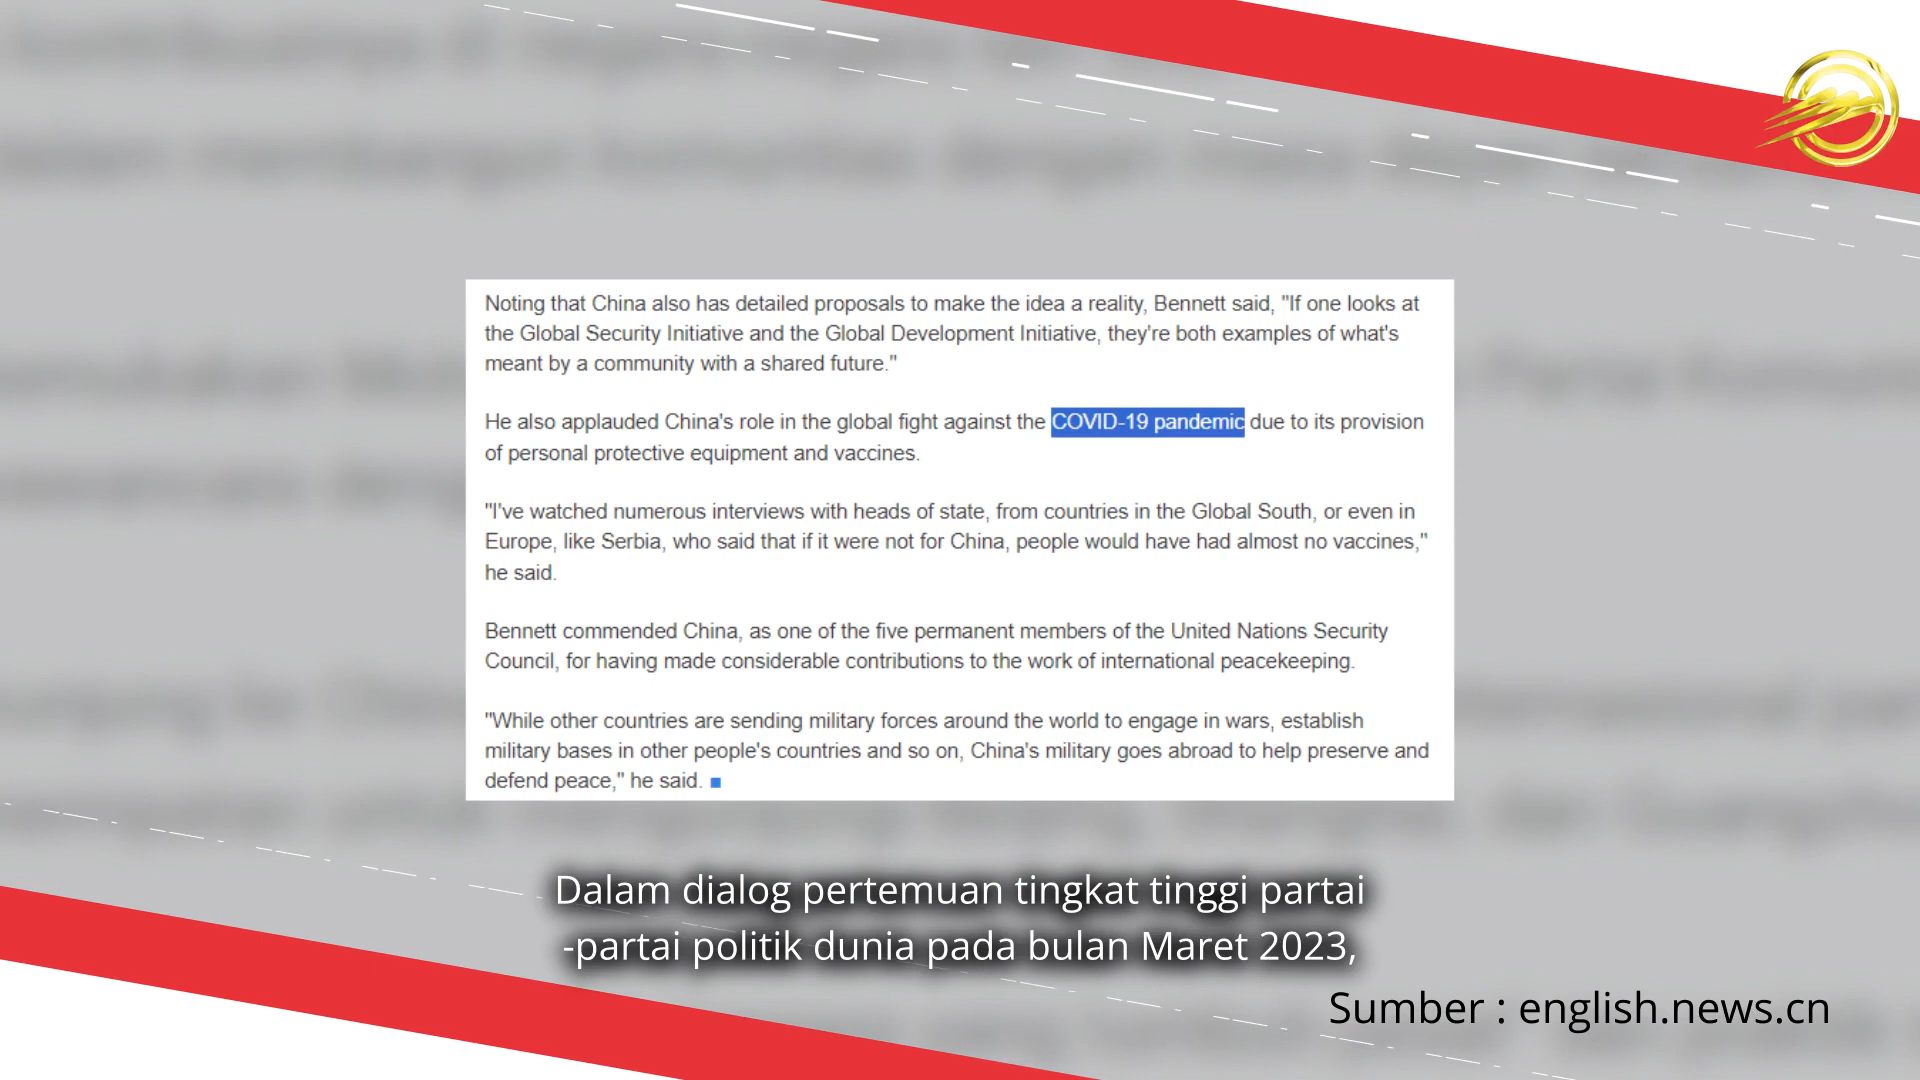 Noting that China also has detailed proposals to make the idea a reality, Bennett said, "If one looks at
the Global Security Initiative and the Global Development Initiative, they're both examples of what's
meant by a community with a shared future."
He also applauded China's role in the global fight against the COVID-19 pandemic due to its provision
of personal protective equipment and vaccines.
"I've watched numerous interviews with heads of state, from countries in the Global South, or even in
Europe, like Serbia, who said that if it were not for China, people would have had almost no vaccines,"
he said.
Bennett commended China, as one of the five permanent members of the United Nations Security
Council, for having made considerable contributions to the work of international peacekeeping.
"While other countries are sending military forces around the world to engage in wars, establish
military bases in other people's countries and so on, China's military goes abroad to help preserve and
defend peace," he said.
Dalam dialog pertemuan tingkat tinggi partai
-partai politik dunia pada bulan Maret 2023,
Sumber : english.news.cn